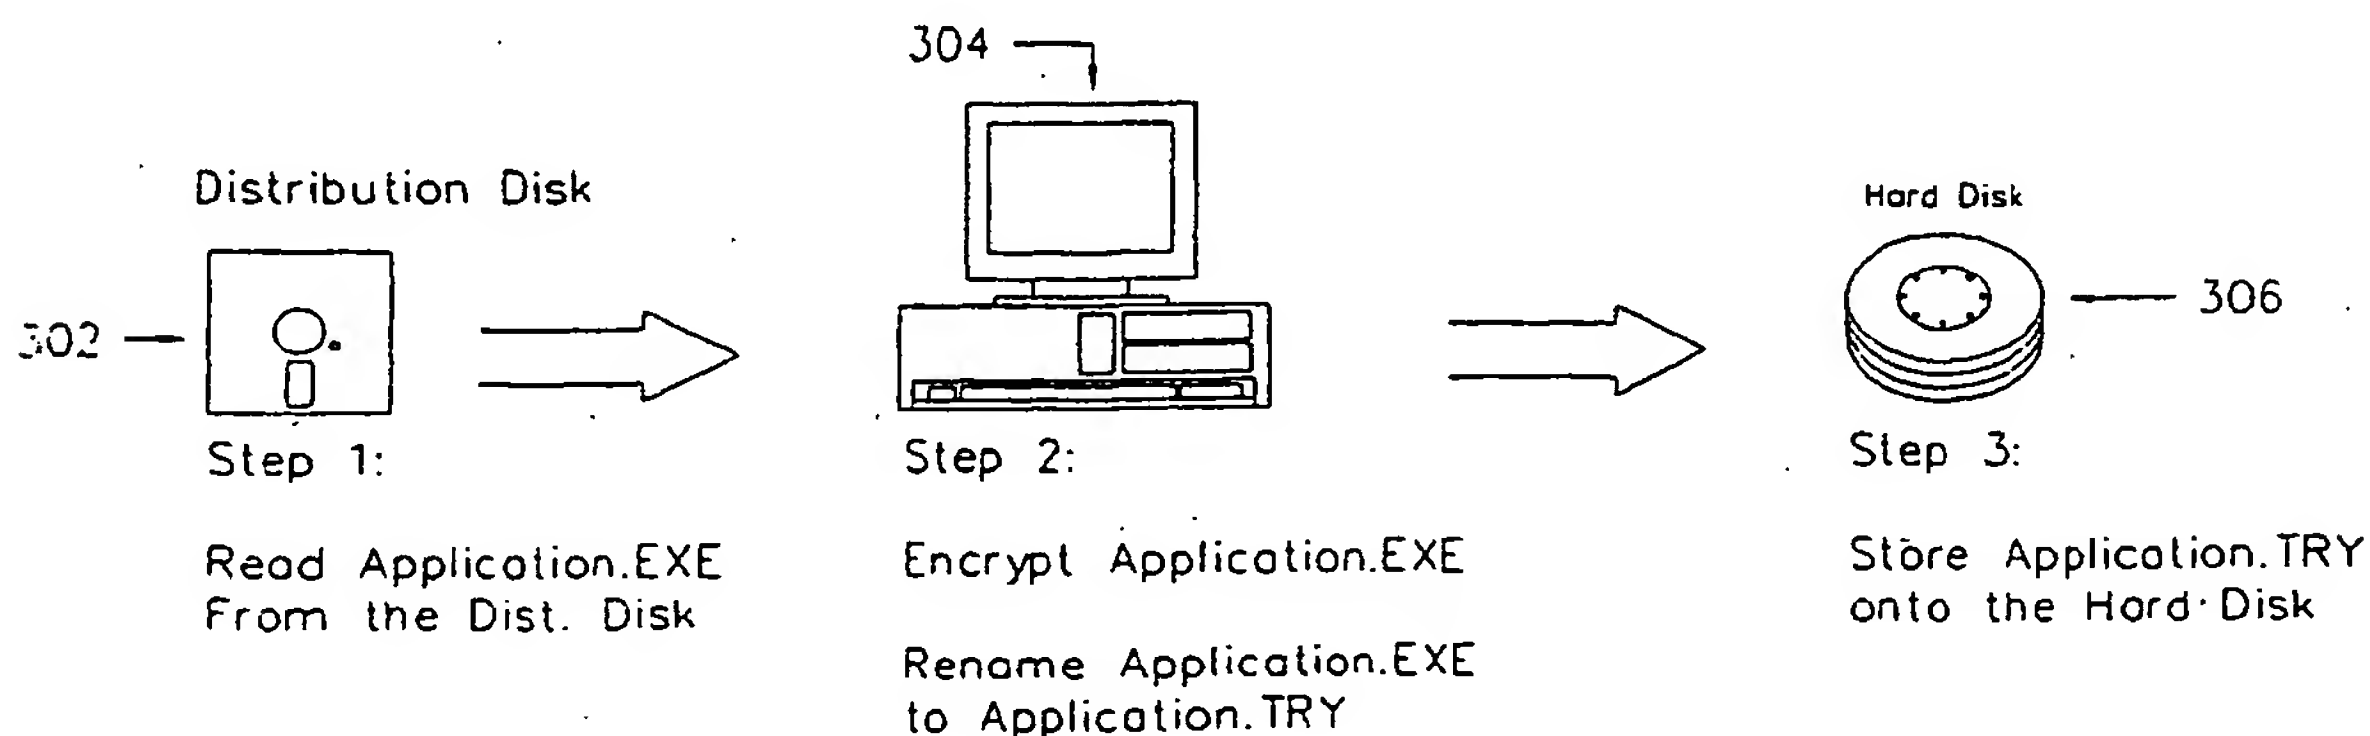 304
Distribution Disk
Hard Disk
302
306
Step 1:
Step 2:
Step 3:
Read Application.EXE
From the Dist. Disk
Encrypt Application.EXE
Rename Application.EXE
to Application.TRY
Store Application.TRY
onto the Hard Disk